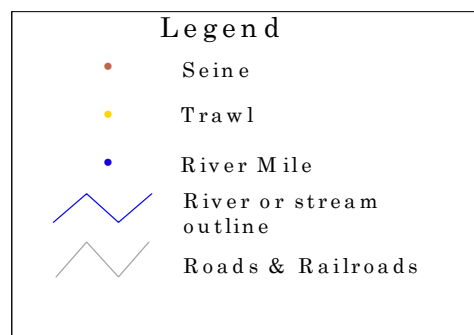 Legend
Seine
Trawl
River Mile
River or stream
outline
Roads & Railroads